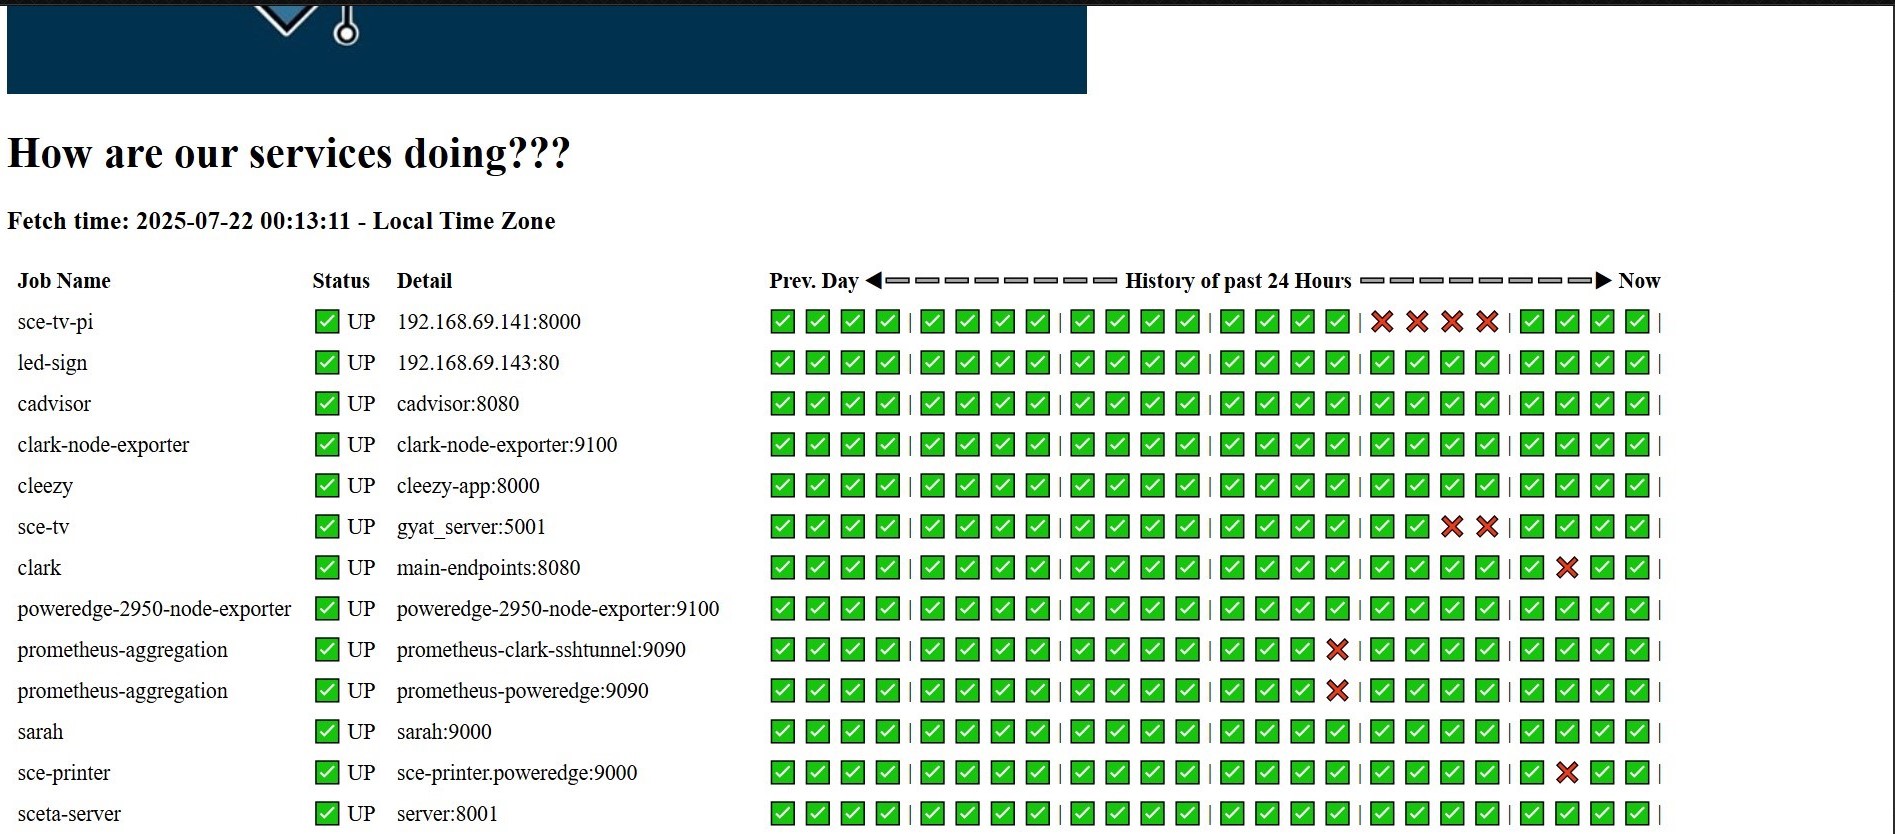 How are our services doing???
Fetch time: 2025-07-22 00:13:11 - Local Time Zone
Job Name Status Detail Prev. Day ◀➖➖➖➖➖➖➖➖ History of past 24 Hours ➖➖➖➖➖➖➖➖▶ Now
sce-tv-pi ✅ UP 192.168.69.141:8000 ✅ ✅ ✅ ✅ | ✅ ✅ ✅ ✅ | ✅ ✅ ✅ ✅ | ✅ ✅ ✅ ✅ | ❌ ❌ ❌ ❌ | ✅ ✅ ✅ ✅ |
led-sign ✅ UP 192.168.69.143:80 ✅ ✅ ✅ ✅ | ✅ ✅ ✅ ✅ | ✅ ✅ ✅ ✅ | ✅ ✅ ✅ ✅ | ✅ ✅ ✅ ✅ | ✅ ✅ ✅ ✅ |
cadvisor ✅ UP cadvisor:8080 ✅ ✅ ✅ ✅ | ✅ ✅ ✅ ✅ | ✅ ✅ ✅ ✅ | ✅ ✅ ✅ ✅ | ✅ ✅ ✅ ✅ | ✅ ✅ ✅ ✅ |
clark-node-exporter ✅ UP clark-node-exporter:9100 ✅ ✅ ✅ ✅ | ✅ ✅ ✅ ✅ | ✅ ✅ ✅ ✅ | ✅ ✅ ✅ ✅ | ✅ ✅ ✅ ✅ | ✅ ✅ ✅ ✅ |
cleezy ✅ UP cleezy-app:8000 ✅ ✅ ✅ ✅ | ✅ ✅ ✅ ✅ | ✅ ✅ ✅ ✅ | ✅ ✅ ✅ ✅ | ✅ ✅ ✅ ✅ | ✅ ✅ ✅ ✅ |
sce-tv ✅ UP gyat_server:5001 ✅ ✅ ✅ ✅ | ✅ ✅ ✅ ✅ | ✅ ✅ ✅ ✅ | ✅ ✅ ✅ ✅ | ✅ ✅ ❌ ❌ | ✅ ✅ ✅ ✅ |
clark ✅ UP main-endpoints:8080 ✅ ✅ ✅ ✅ | ✅ ✅ ✅ ✅ | ✅ ✅ ✅ ✅ | ✅ ✅ ✅ ✅ | ✅ ✅ ✅ ✅ | ✅ ❌ ✅ ✅ |
poweredge-2950-node-exporter ✅ UP poweredge-2950-node-exporter:9100 ✅ ✅ ✅ ✅ | ✅ ✅ ✅ ✅ | ✅ ✅ ✅ ✅ | ✅ ✅ ✅ ✅ | ✅ ✅ ✅ ✅ | ✅ ✅ ✅ ✅ |
prometheus-aggregation ✅ UP prometheus-clark-sshtunnel:9090 ✅ ✅ ✅ ✅ | ✅ ✅ ✅ ✅ | ✅ ✅ ✅ ✅ | ✅ ✅ ✅ ❌ | ✅ ✅ ✅ ✅ | ✅ ✅ ✅ ✅ |
prometheus-aggregation ✅ UP prometheus-poweredge:9090 ✅ ✅ ✅ ✅ | ✅ ✅ ✅ ✅ | ✅ ✅ ✅ ✅ | ✅ ✅ ✅ ❌ | ✅ ✅ ✅ ✅ | ✅ ✅ ✅ ✅ |
sarah ✅ UP sarah:9000 ✅ ✅ ✅ ✅ | ✅ ✅ ✅ ✅ | ✅ ✅ ✅ ✅ | ✅ ✅ ✅ ✅ | ✅ ✅ ✅ ✅ | ✅ ✅ ✅ ✅ |
sce-printer ✅ UP sce-printer.poweredge:9000 ✅ ✅ ✅ ✅ | ✅ ✅ ✅ ✅ | ✅ ✅ ✅ ✅ | ✅ ✅ ✅ ✅ | ✅ ✅ ✅ ✅ | ✅ ❌ ✅ ✅ |
sceta-server ✅ UP server:8001 ✅ ✅ ✅ ✅ | ✅ ✅ ✅ ✅ | ✅ ✅ ✅ ✅ | ✅ ✅ ✅ ✅ | ✅ ✅ ✅ ✅ | ✅ ✅ ✅ ✅ |